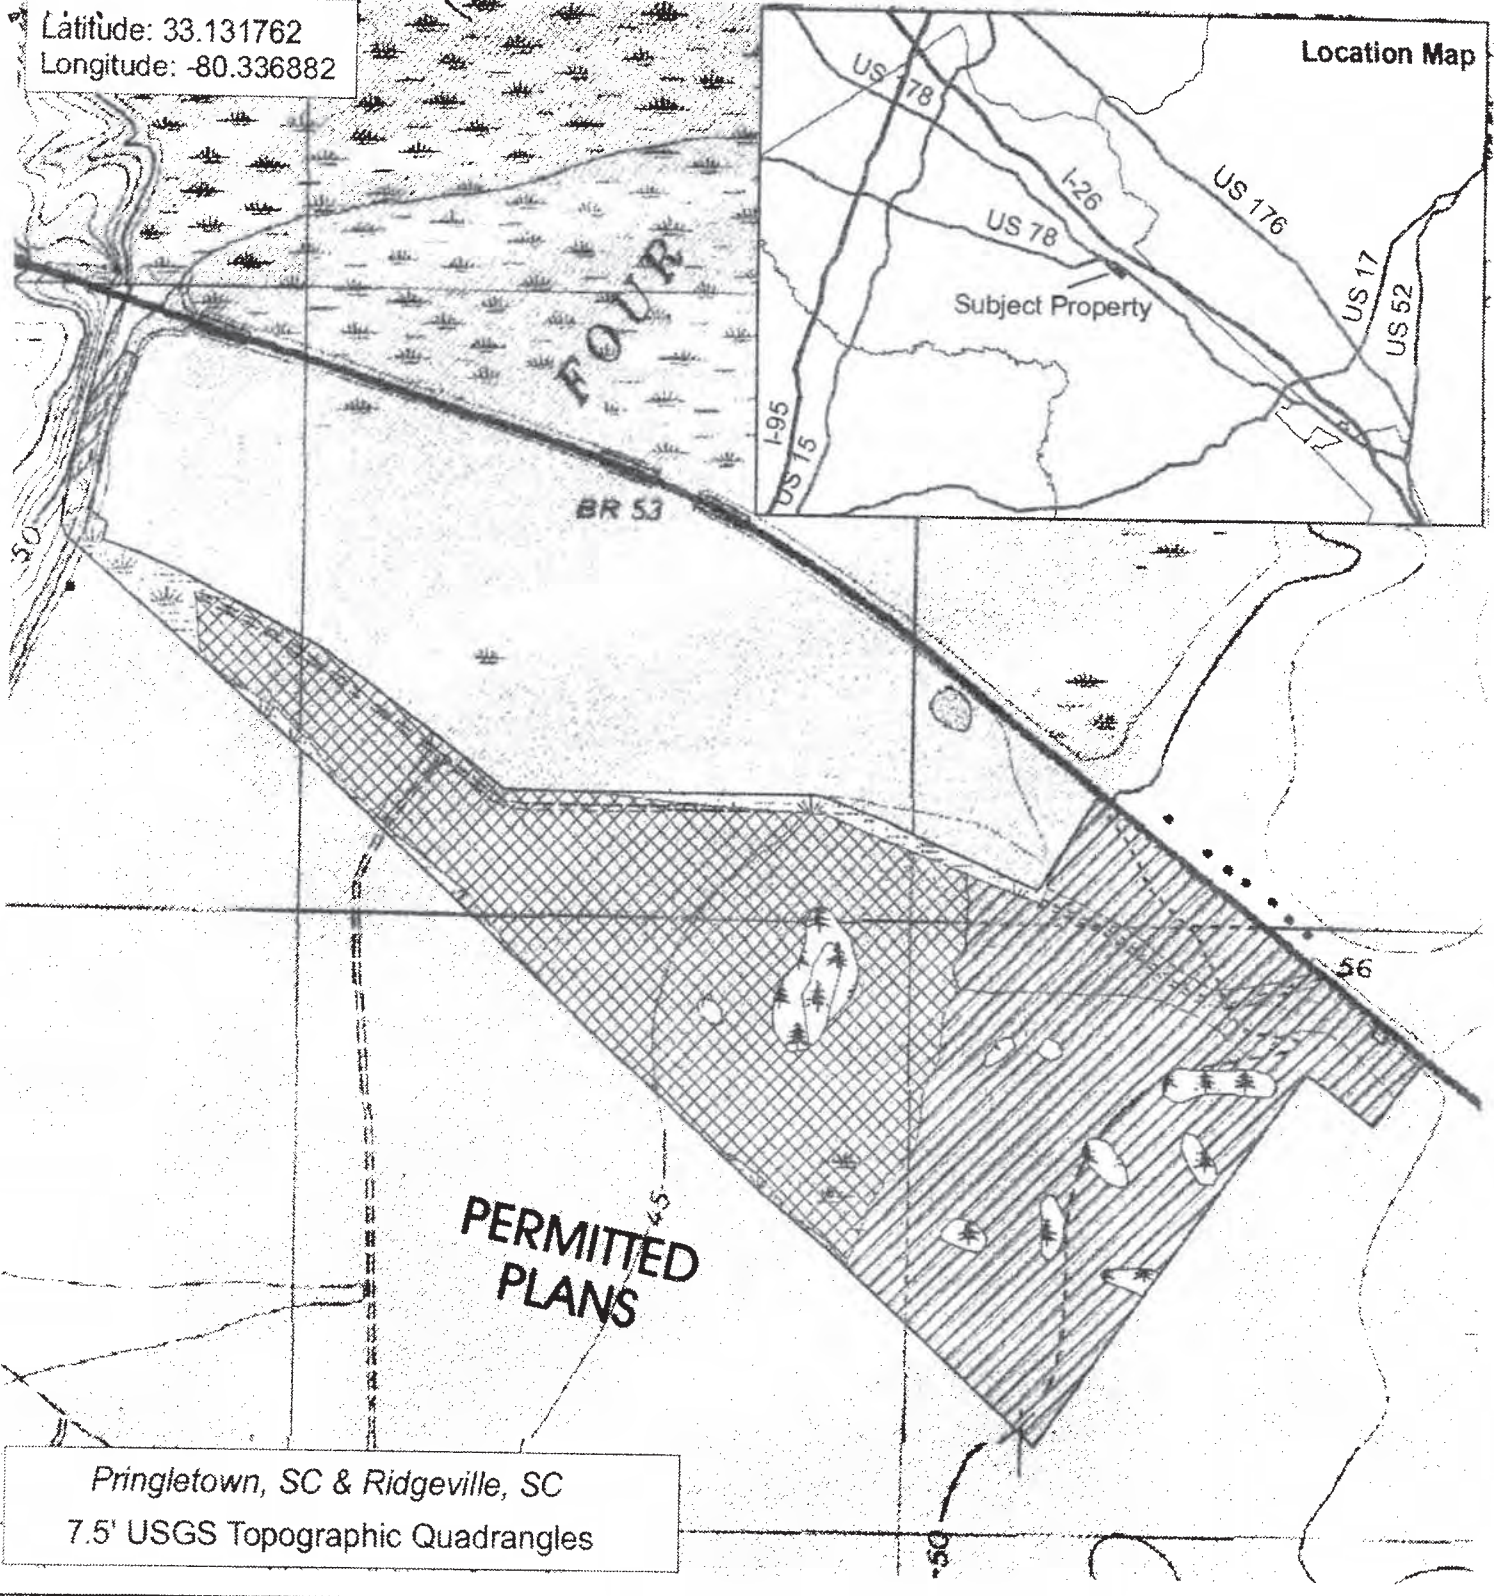 Latitude: 33.131762
Longitude: -80.336882
Location Map
US 178
I-26
US 176
US 78
US 17
US 52
Subject Property
I-95
US 15
FOUR
BR 53
50
56
45
PERMITTED
PLANS
50
Pringletown, SC & Ridgeville, SC
7.5' USGS Topographic Quadrangles